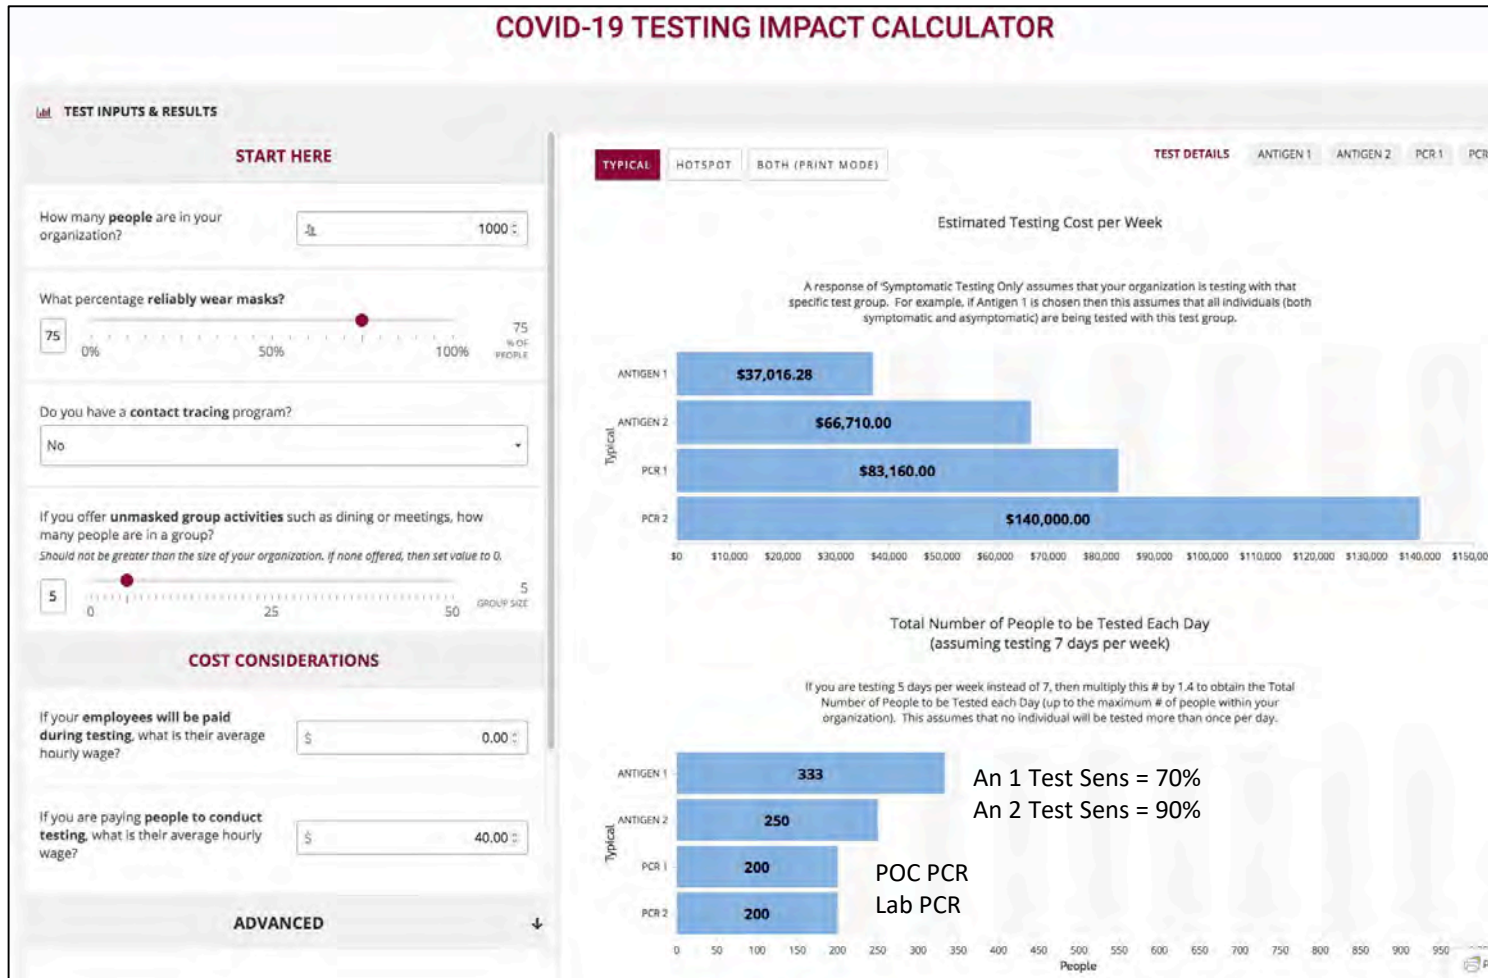 COVID-19 TESTING IMPACT CALCULATOR
TEST INPUTS & RESULTS
START HERE
How many people are in your
organization?
1000
What percentage reliably wear masks?
75
0%
50%
100%
75
% OF
PEOPLE
Do you have a contact tracing program?
No
If you offer unmasked group activities such as dining or meetings, how
many people are in a group?
Should not be greater than the size of your organization. If none offered, then set value to 0.
5
0
25
50
5
GROUP SIZE
COST CONSIDERATIONS
If your employees will be paid
during testing, what is their average
hourly wage?
$ 0.00
If you are paying people to conduct
testing, what is their average hourly
wage?
$ 40.00
ADVANCED
TYPICAL
HOTSPOT
BOTH (PRINT MODE)
TEST DETAILS
ANTIGEN 1
ANTIGEN 2
PCR 1
PCR
Estimated Testing Cost per Week
A response of 'Symptomatic Testing Only' assumes that your organization is testing with that
specific test group. For example, if Antigen 1 is chosen then this assumes that all individuals (both
symptomatic and asymptomatic) are being tested with this test group.
Typical
ANTIGEN 1 $37,016.28
ANTIGEN 2 $66,710.00
PCR 1 $83,160.00
PCR 2 $140,000.00
$0 $10,000 $20,000 $30,000 $40,000 $50,000 $60,000 $70,000 $80,000 $90,000 $100,000 $110,000 $120,000 $130,000 $140,000 $150,00
Total Number of People to be Tested Each Day
(assuming testing 7 days per week)
If you are testing 5 days per week instead of 7, then multiply this # by 1.4 to obtain the Total
Number of People to be Tested each Day (up to the maximum # of people within your
organization). This assumes that no individual will be tested more than once per day.
Typical
ANTIGEN 1 333
ANTIGEN 2 250
PCR 1 200
PCR 2 200
An 1 Test Sens = 70%
An 2 Test Sens = 90%
POC PCR
Lab PCR
0 50 100 150 200 250 300 350 400 450 500 550 600 650 700 750 800 850 900 950
People